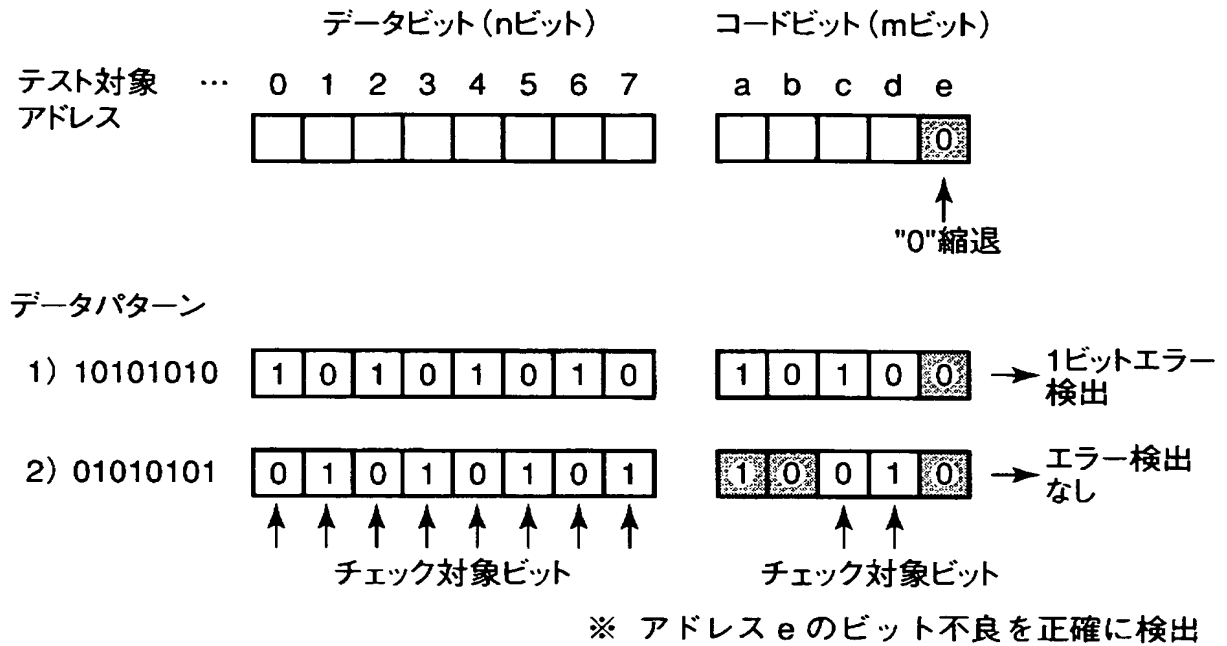 データビット(nビット) コードビット(mビット)
テスト対象 … 0 1 2 3 4 5 6 7 a b c d e
アドレス
0
"0"縮退
データパターン
1) 10101010 1 0 1 0 1 0 1 0 1 0 1 0 0 1ビットエラー
検出
2) 01010101 0 1 0 1 0 1 0 1 1 0 0 1 0 エラー検出
なし
チェック対象ビット チェック対象ビット
※ アドレスeのビット不良を正確に検出